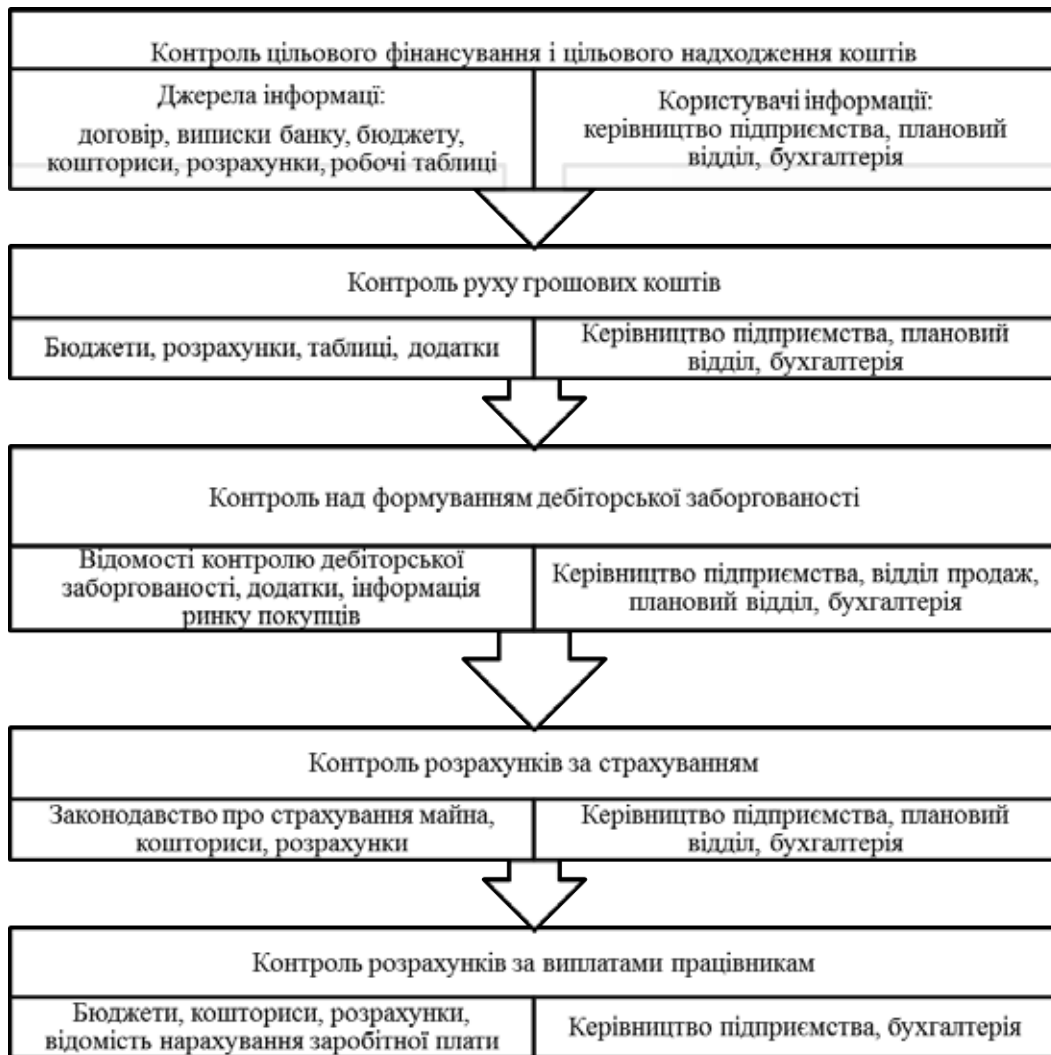 Контроль цільового фінансування і цільового надходження коштів
Джерела інформації:
договір, виписки банку, бюджету,
кошториси, розрахунки, робочі таблиці
Користувачі інформації:
керівництво підприємства, плановий
відділ, бухгалтерія
Контроль руху грошових коштів
Бюджети, розрахунки, таблиці, додатки
Керівництво підприємства, плановий
відділ, бухгалтерія
Контроль над формуванням дебіторської заборгованості
Відомості контролю дебіторської
заборгованості, додатки, інформація
ринку покупців
Керівництво підприємства, відділ продаж,
плановий відділ, бухгалтерія
Контроль розрахунків за страхуванням
Законодавство про страхування майна,
кошториси, розрахунки
Керівництво підприємства, плановий
відділ, бухгалтерія
Контроль розрахунків за виплатами працівникам
Бюджети, кошториси, розрахунки,
відомість нарахування заробітної плати
Керівництво підприємства, бухгалтерія